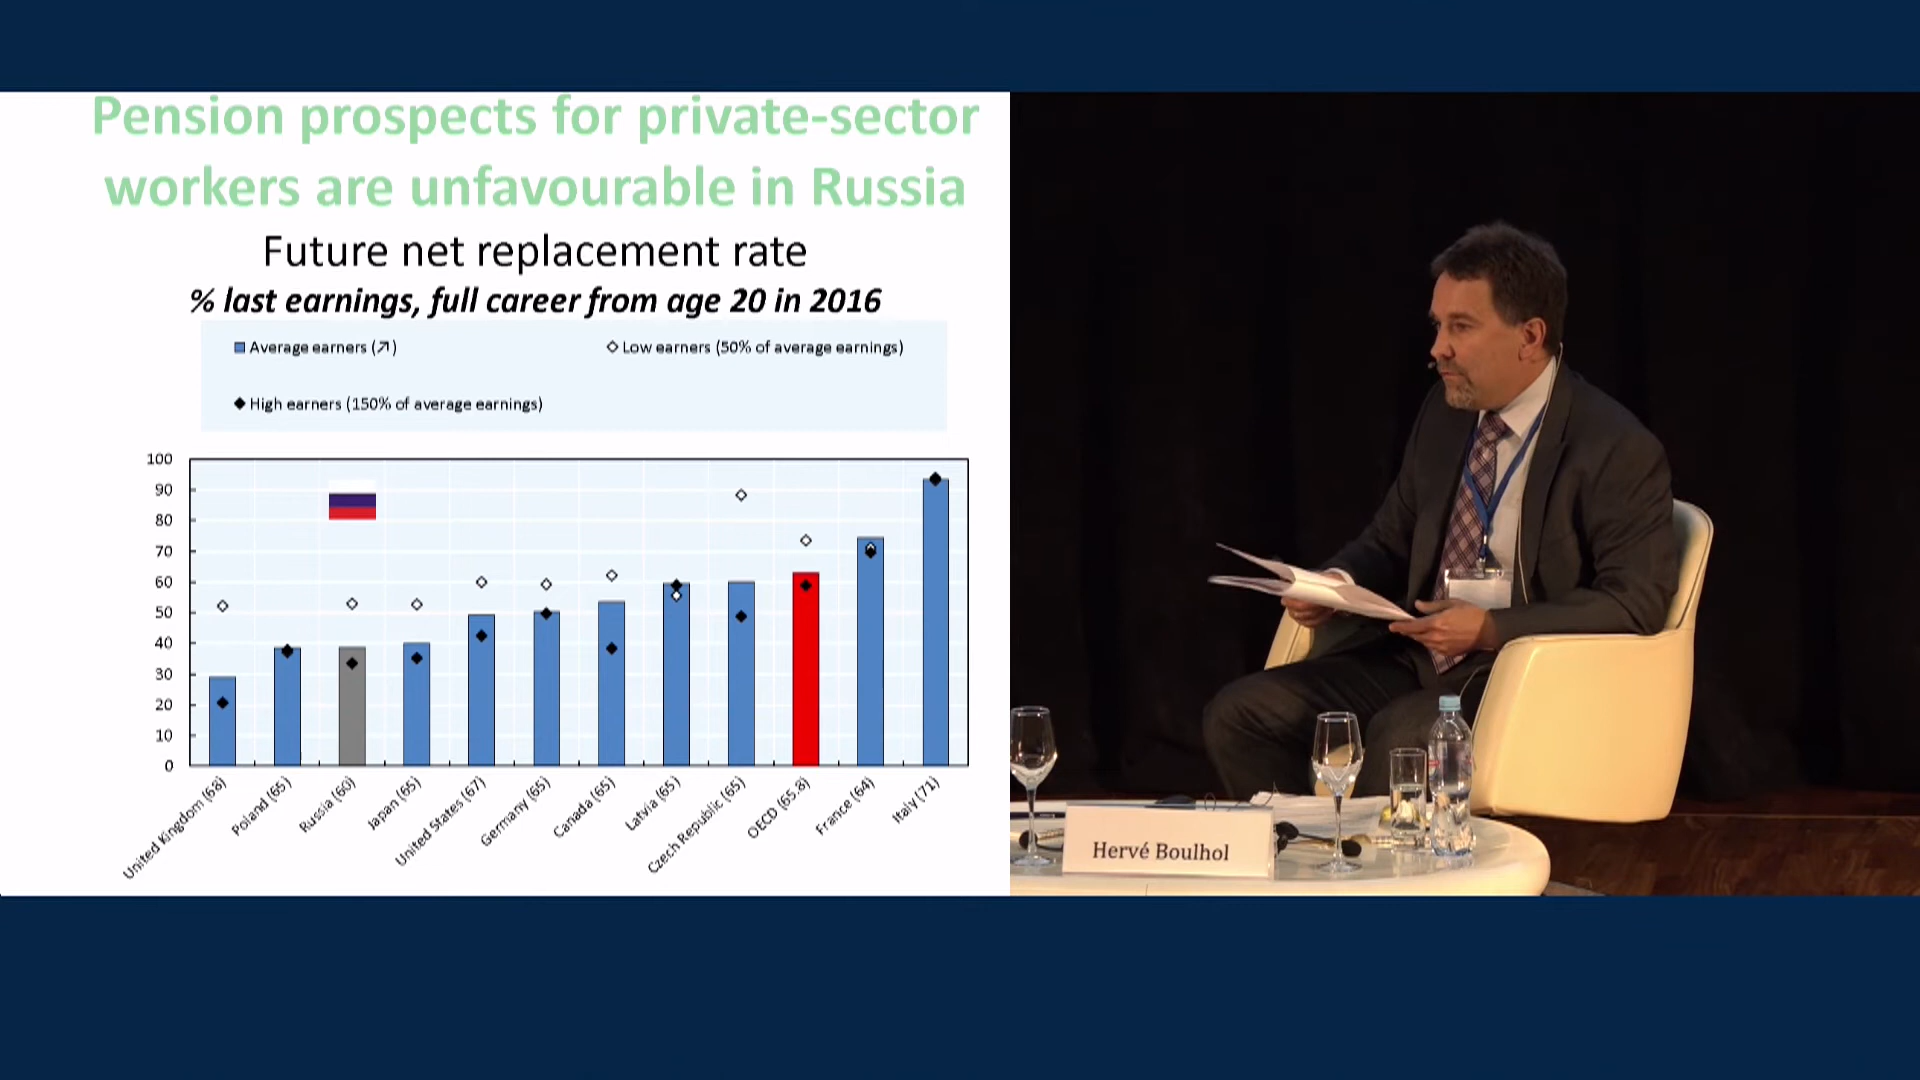 Pension prospects for private-sector
workers are unfavourable in Russia
Future net replacement rate
% last earnings, full career from age 20 in 2016
Average earners (↗)
Low earners (50% of average earnings)
High earners (150% of average earnings)
100
90
80
70
60
50
40
30
20
10
0
United Kingdom (68)
Poland (65)
Russia (60)
Japan (65)
United States (67)
Germany (65)
Canada (65)
Latvia (65)
Czech Republic (65)
OECD (65.8)
France (64)
Italy (71)
Hervé Boulhol